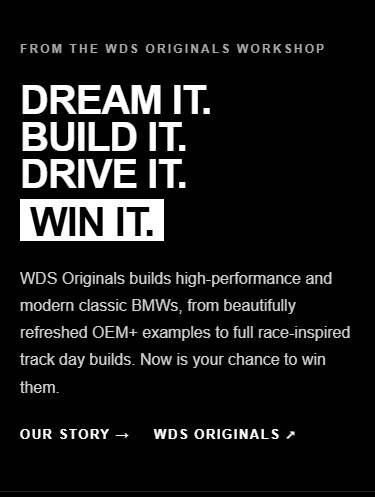 FROM THE WDS ORIGINALS WORKSHOP
DREAM IT.
BUILD IT.
DRIVE IT.
WIN IT.
WDS Originals builds high-performance and
modern classic BMWs, from beautifully
refreshed OEM+ examples to full race-inspired
track day builds. Now is your chance to win
them.
OUR STORY → WDS ORIGINALS ↗